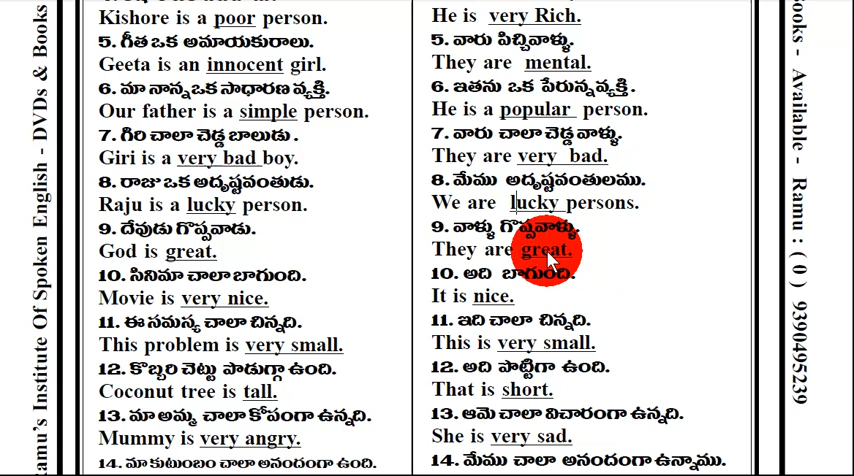 Kishore is a poor person.
5. గీత ఒక అమాయకురాలు.
Geeta is an innocent girl.
6. మా నాన్న ఒక సాధారణ వ్యక్తి.
Our father is a simple person.
7. గిరి చాలా చెడ్డ బాలుడు.
Giri is a very bad boy.
8. రాజు ఒక అదృష్టవంతుడు.
Raju is a lucky person.
9. దేవుడు గొప్పవాడు.
God is great.
10. సినిమా చాలా బాగుంది.
Movie is very nice.
11. ఈ సమస్య చాలా చిన్నది.
This problem is very small.
12. కొబ్బరి చెట్టు పొడుగ్గా ఉంది.
Coconut tree is tall.
13. మా అమ్మ చాలా కోపంగా ఉన్నది.
Mummy is very angry.
14. మా కుటుంబం చాలా ఆనందంగా ఉంది.
He is very Rich.
5. వారు పిచ్చివాళ్ళు.
They are mental.
6. ఇతను ఒక పేరున్నవ్యక్తి.
He is a popular person.
7. వారు చాలా చెడ్డ వాళ్ళు.
They are very bad.
8. మేము అదృష్టవంతులము.
We are lucky persons.
9. వాళ్ళు గొప్పవాళ్ళు.
They are great.
10. అది బాగుంది.
It is nice.
11. ఇది చాలా చిన్నది.
This is very small.
12. అది పొట్టిగా ఉంది.
That is short.
13. ఆమె చాలా విచారంగా ఉన్నది.
She is very sad.
14. మేము చాలా ఆనందంగా ఉన్నాము.
amu's Institute Of Spoken English - DVDs & Books
ooks - Available - Ramu : ( 0 ) 9390495239